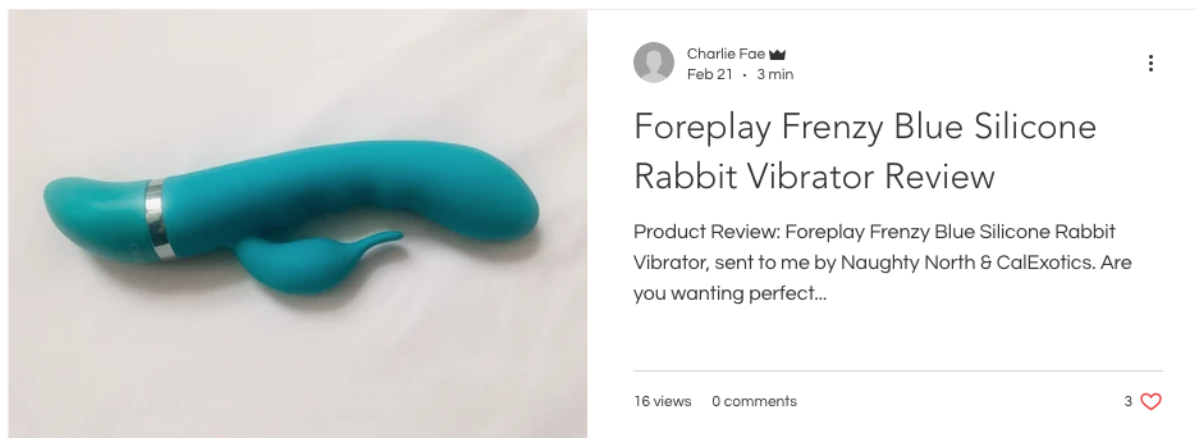 Charlie Fae
Feb 21 · 3 min
Foreplay Frenzy Blue Silicone
Rabbit Vibrator Review
Product Review: Foreplay Frenzy Blue Silicone Rabbit
Vibrator, sent to me by Naughty North & CalExotics. Are
you wanting perfect...
16 views 0 comments 3